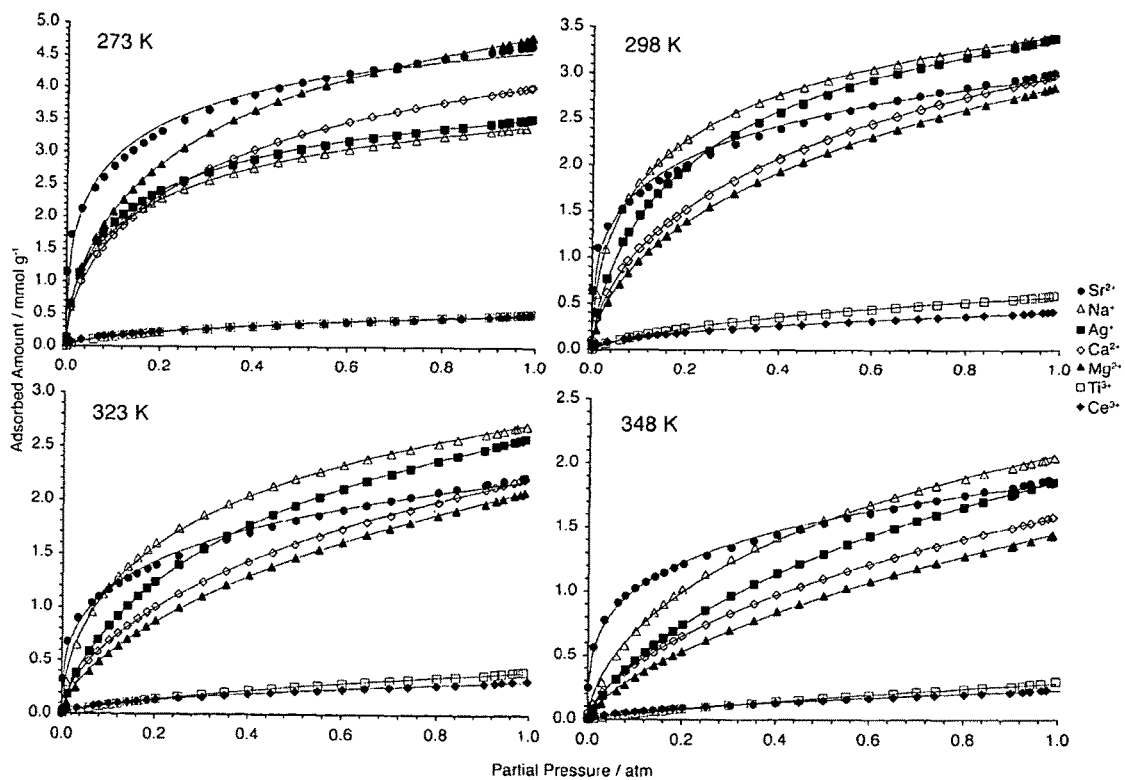 273 K
5.0
4.5
4.0
3.5
3.0
2.5
2.0
1.5
1.0
0.5
0.0
0.0 0.2 0.4 0.6 0.8 1.0
298 K
3.5
3.0
2.5
2.0
1.5
1.0
0.5
0.0
0.0 0.2 0.4 0.6 0.8 1.0
Sr²⁺
Na⁺
Ag⁺
Ca²⁺
Mg²⁺
Ti³⁺
Ce³⁺
Adsorbed Amount / mmol g⁻¹
323 K
3.0
2.5
2.0
1.5
1.0
0.5
0.0
0.0 0.2 0.4 0.6 0.8 1.0
348 K
2.5
2.0
1.5
1.0
0.5
0.0
0.0 0.2 0.4 0.6 0.8 1.0
Partial Pressure / atm